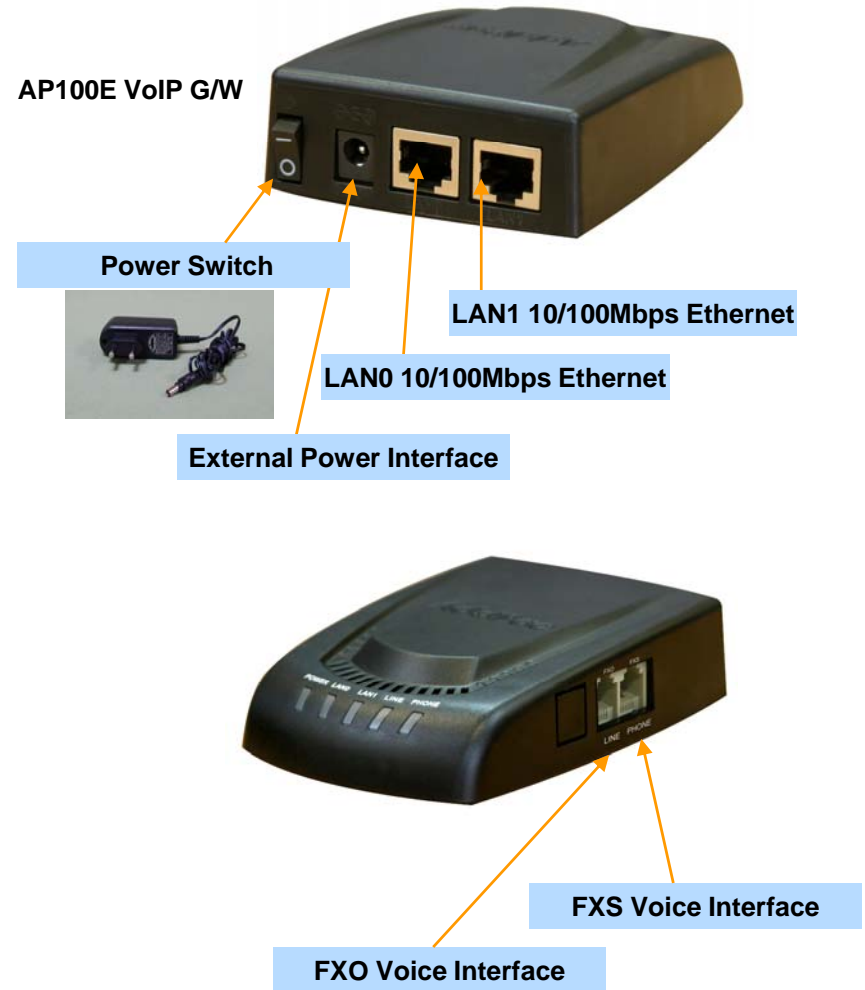 AP100E VoIP G/W
Power Switch
LAN1 10/100Mbps Ethernet
LAN0 10/100Mbps Ethernet
External Power Interface
FXO FXS
POWER LAN0 LAN1 LINE PHONE
LINE PHONE
FXS Voice Interface
FXO Voice Interface